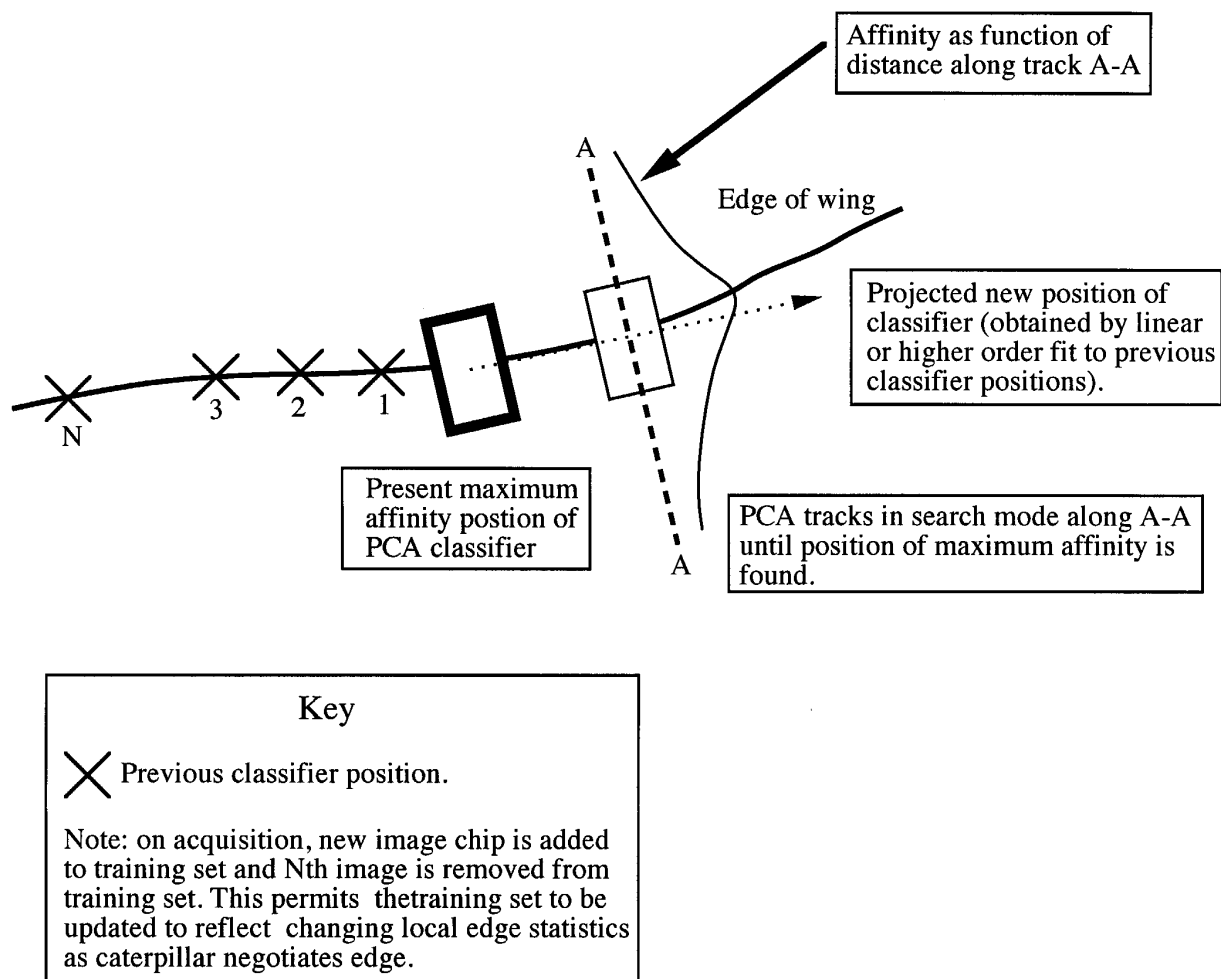 Affinity as function of
distance along track A-A
A
Edge of wing
Projected new position of
classifier (obtained by linear
or higher order fit to previous
classifier positions).
3
2
1
N
Present maximum
affinity postion of
PCA classifier
PCA tracks in search mode along A-A
until position of maximum affinity is
found.
A
Key
Previous classifier position.
Note: on acquisition, new image chip is added
to training set and Nth image is removed from
training set. This permits thetraining set to be
updated to reflect changing local edge statistics
as caterpillar negotiates edge.